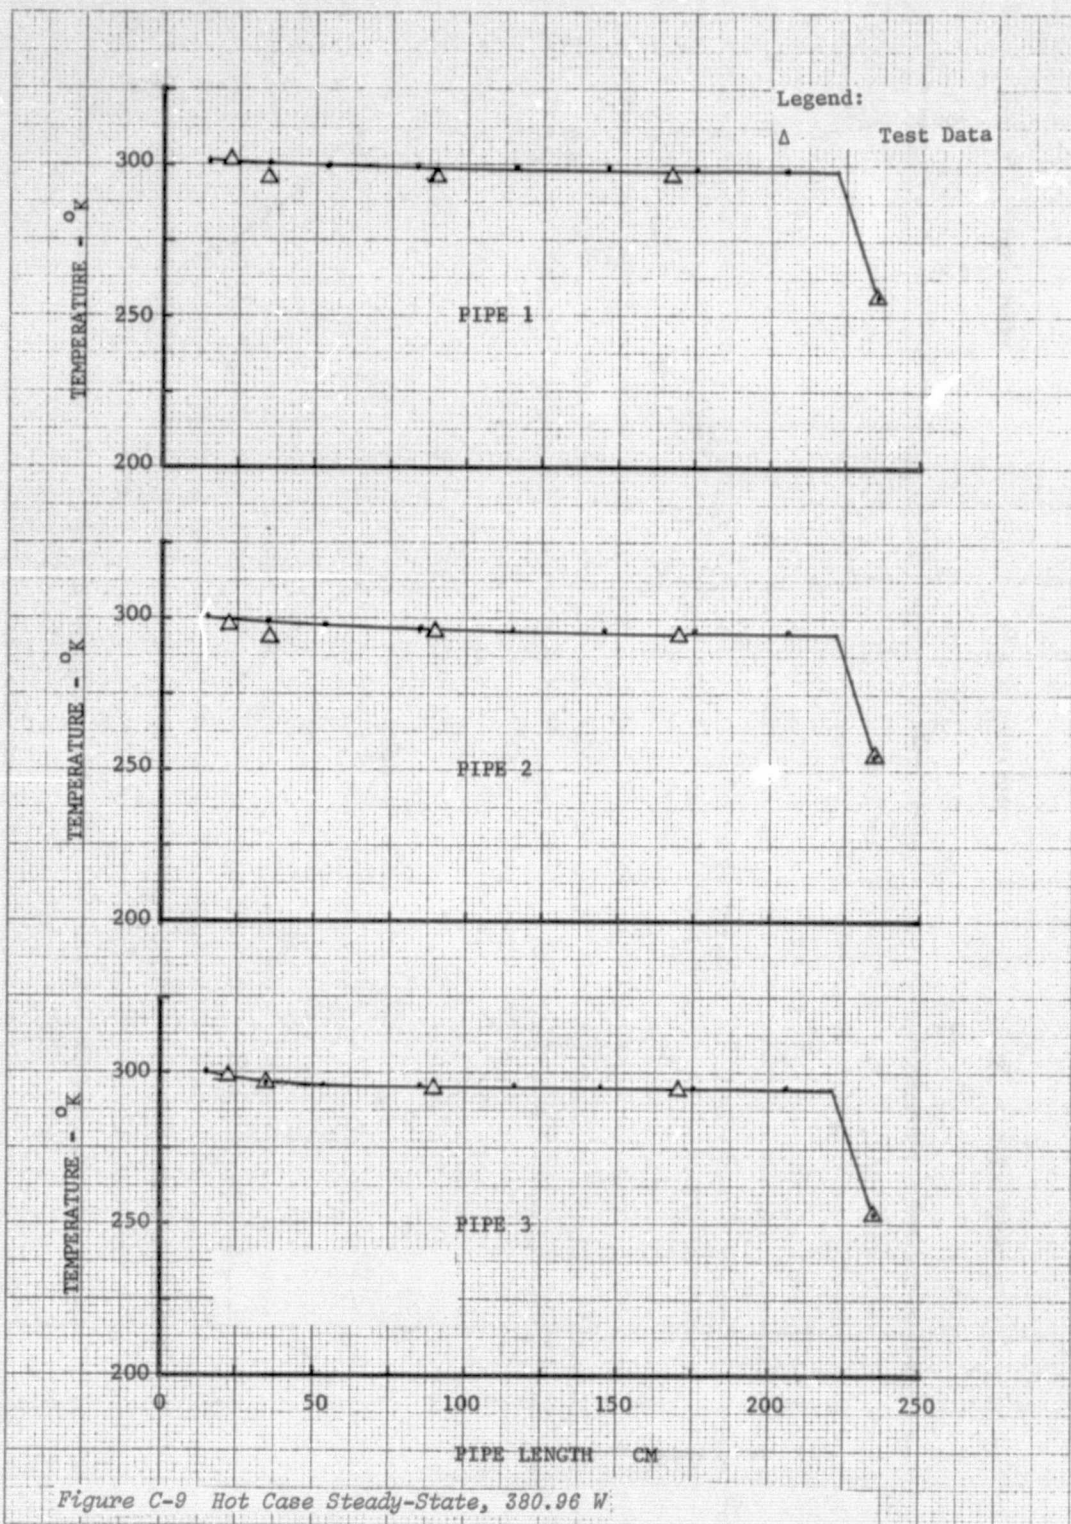 Legend:
Δ Test Data
300
250
200
TEMPERATURE - °K
PIPE 1
300
250
200
TEMPERATURE - °K
PIPE 2
300
250
200
TEMPERATURE - °K
PIPE 3
0 50 100 150 200 250
PIPE LENGTH CM
Figure C-9 Hot Case Steady-State, 380.96 W